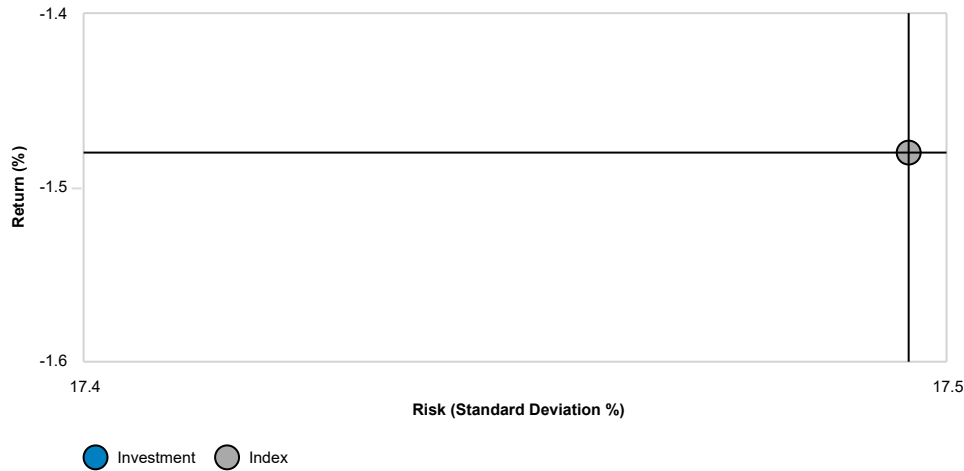 -1.4
-1.5
-1.6
Return (%)
17.4
17.5
Risk (Standard Deviation %)
Investment
Index